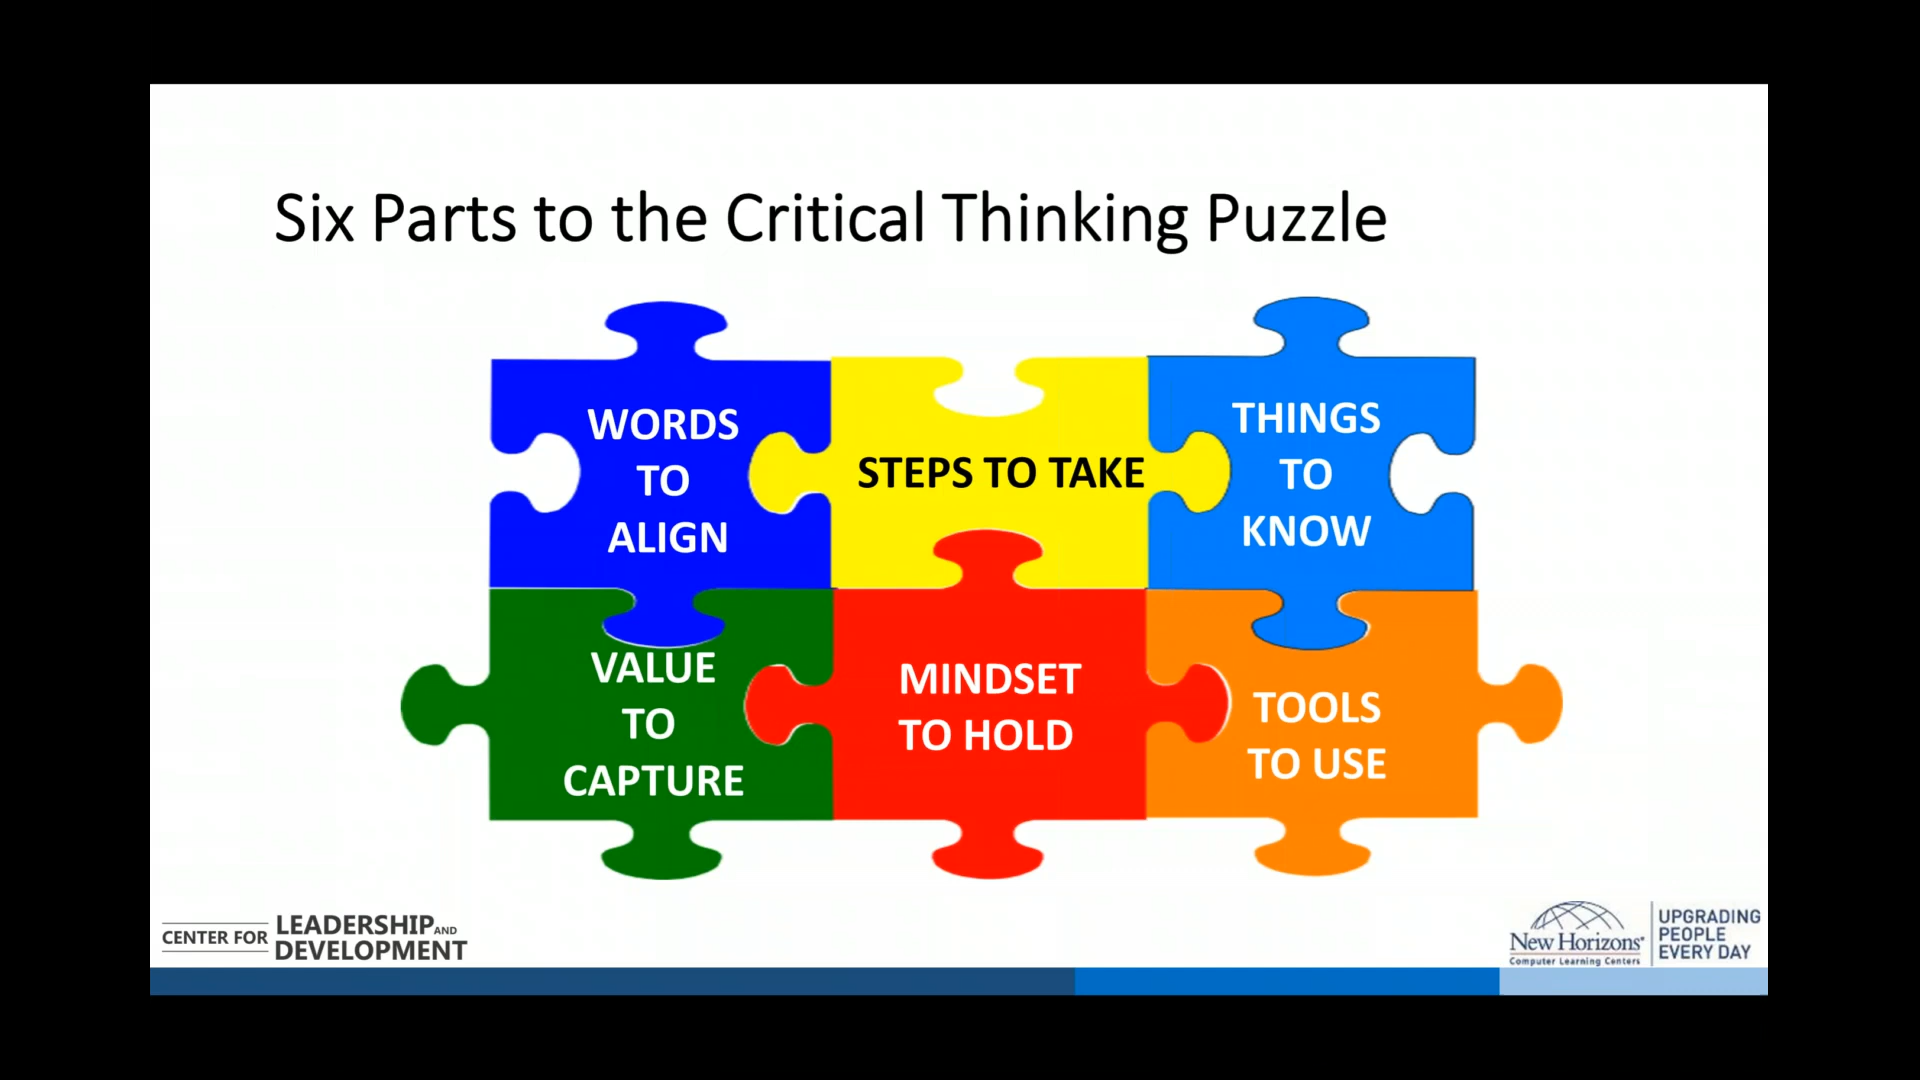 Six Parts to the Critical Thinking Puzzle
WORDS
TO
ALIGN
STEPS TO TAKE
THINGS
TO
KNOW
VALUE
TO
CAPTURE
MINDSET
TO HOLD
TOOLS
TO USE
CENTER FOR LEADERSHIP AND
DEVELOPMENT
New Horizons®
Computer Learning Centers
UPGRADING
PEOPLE
EVERY DAY